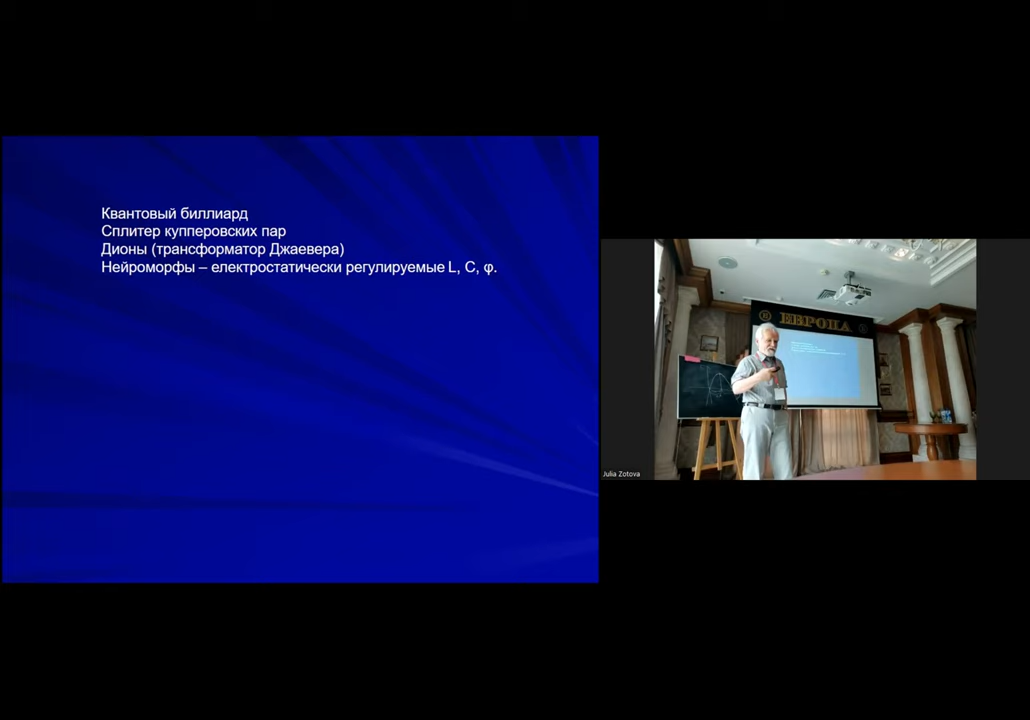 Квантовый биллиард
Сплитер купперовских пар
Дионы (трансформатор Джаевера)
Нейроморфы – електростатически регулируемые L, C, φ.
ЕВРОПА
Julia Zotova